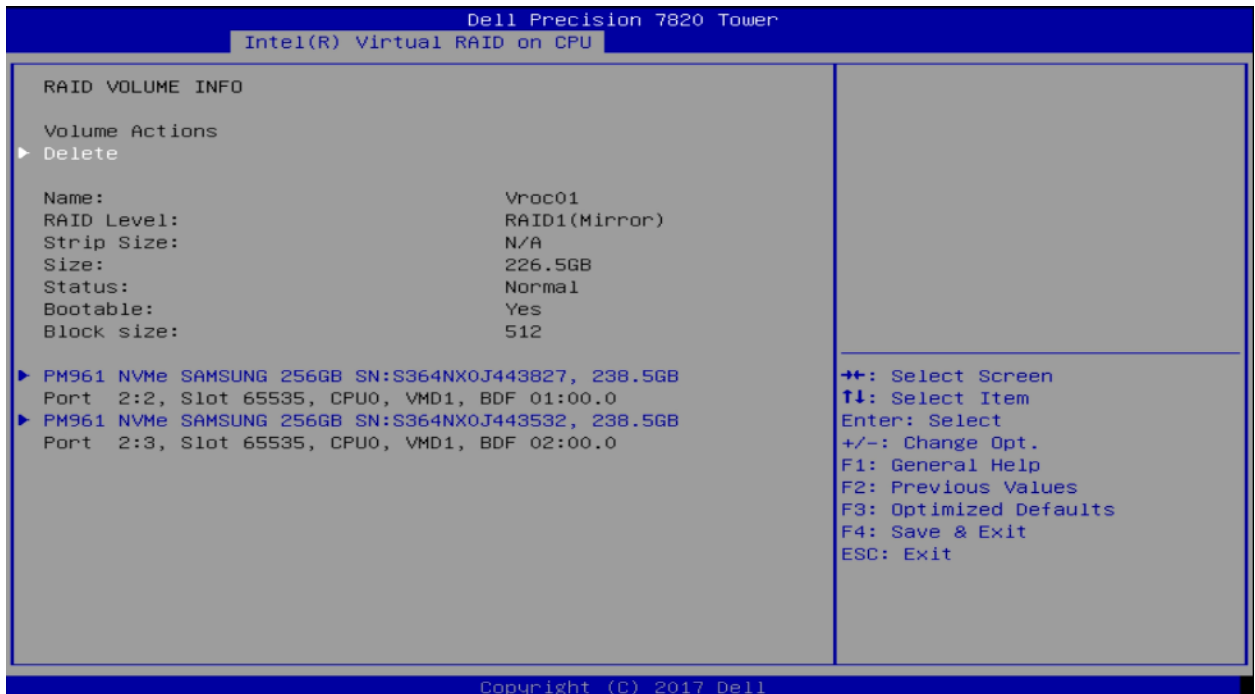 Dell Precision 7820 Tower
Intel(R) Virtual RAID on CPU
RAID VOLUME INFO
Volume Actions
▶ Delete
Name: Vroc01
RAID Level: RAID1(Mirror)
Strip Size: N/A
Size: 226.5GB
Status: Normal
Bootable: Yes
Block size: 512
▶ PM961 NVMe SAMSUNG 256GB SN:S364NX0J443827, 238.5GB
Port 2:2, Slot 65535, CPU0, VMD1, BDF 01:00.0
▶ PM961 NVMe SAMSUNG 256GB SN:S364NX0J443532, 238.5GB
Port 2:3, Slot 65535, CPU0, VMD1, BDF 02:00.0
→←: Select Screen
↑↓: Select Item
Enter: Select
+/-: Change Opt.
F1: General Help
F2: Previous Values
F3: Optimized Defaults
F4: Save & Exit
ESC: Exit
Copyright (C) 2017 Dell